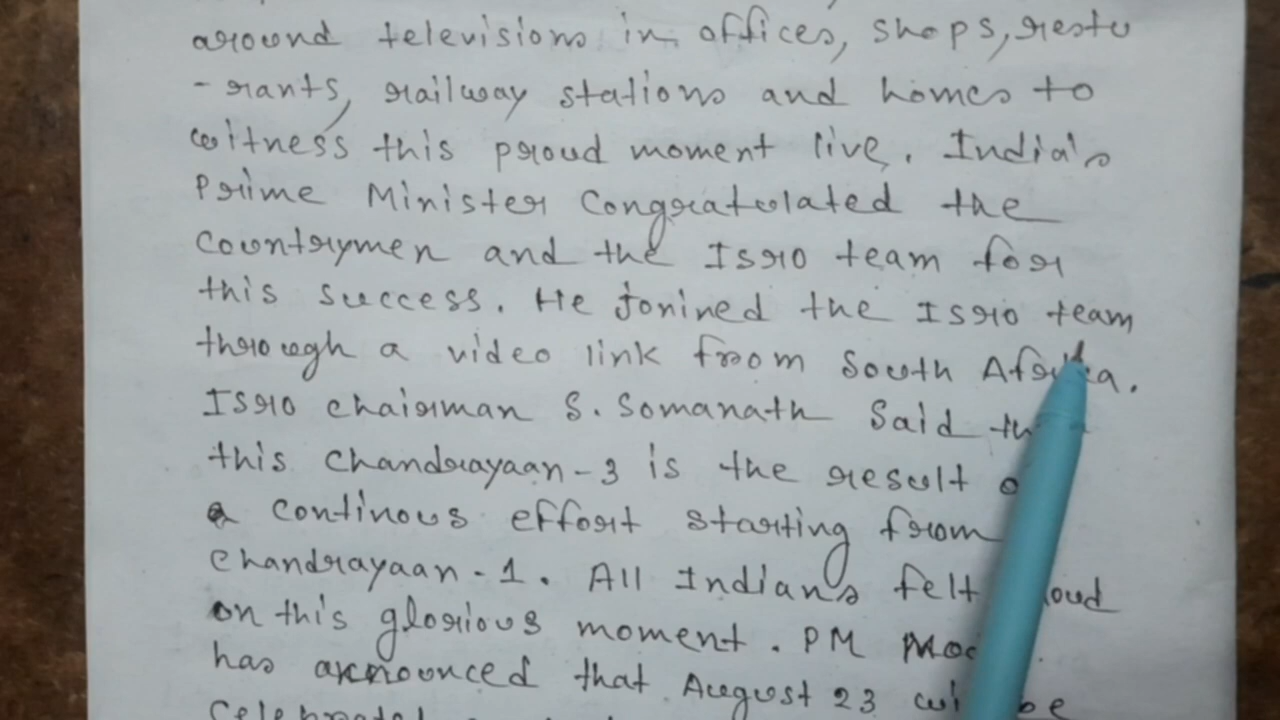 around televisions in offices, shops, restu
- rants, railway stations and homes to
witness this proud moment live. India's
Prime Minister Congratulated the
Countrymen and the Isro team for
this success. He jonined the Isro team
through a video link from South Africa.
Isro chairman S. Somanath Said
this Chandrayaan-3 is the result
a continous effort starting from
Chandrayaan-1. All Indians felt
on this glorious moment. PM
has announced that August 23 be